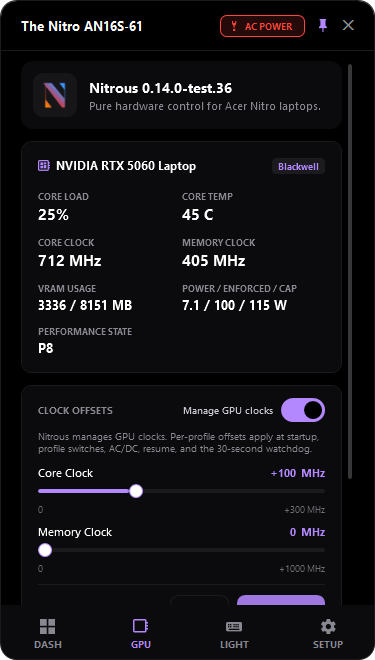 The Nitro AN16S-61
AC POWER
Nitrous 0.14.0-test.36
Pure hardware control for Acer Nitro laptops.
NVIDIA RTX 5060 Laptop
Blackwell
CORE LOAD
CORE TEMP
25%
45 C
CORE CLOCK
MEMORY CLOCK
712 MHz
405 MHz
VRAM USAGE
POWER / ENFORCED / CAP
3336 / 8151 MB
7.1 / 100 / 115 W
PERFORMANCE STATE
P8
CLOCK OFFSETS
Manage GPU clocks
Nitrous manages GPU clocks. Per-profile offsets apply at startup,
profile switches, AC/DC, resume, and the 30-second watchdog.
Core Clock
+100 MHz
0
+300 MHz
Memory Clock
0 MHz
0
+1000 MHz
DASH
GPU
LIGHT
SETUP